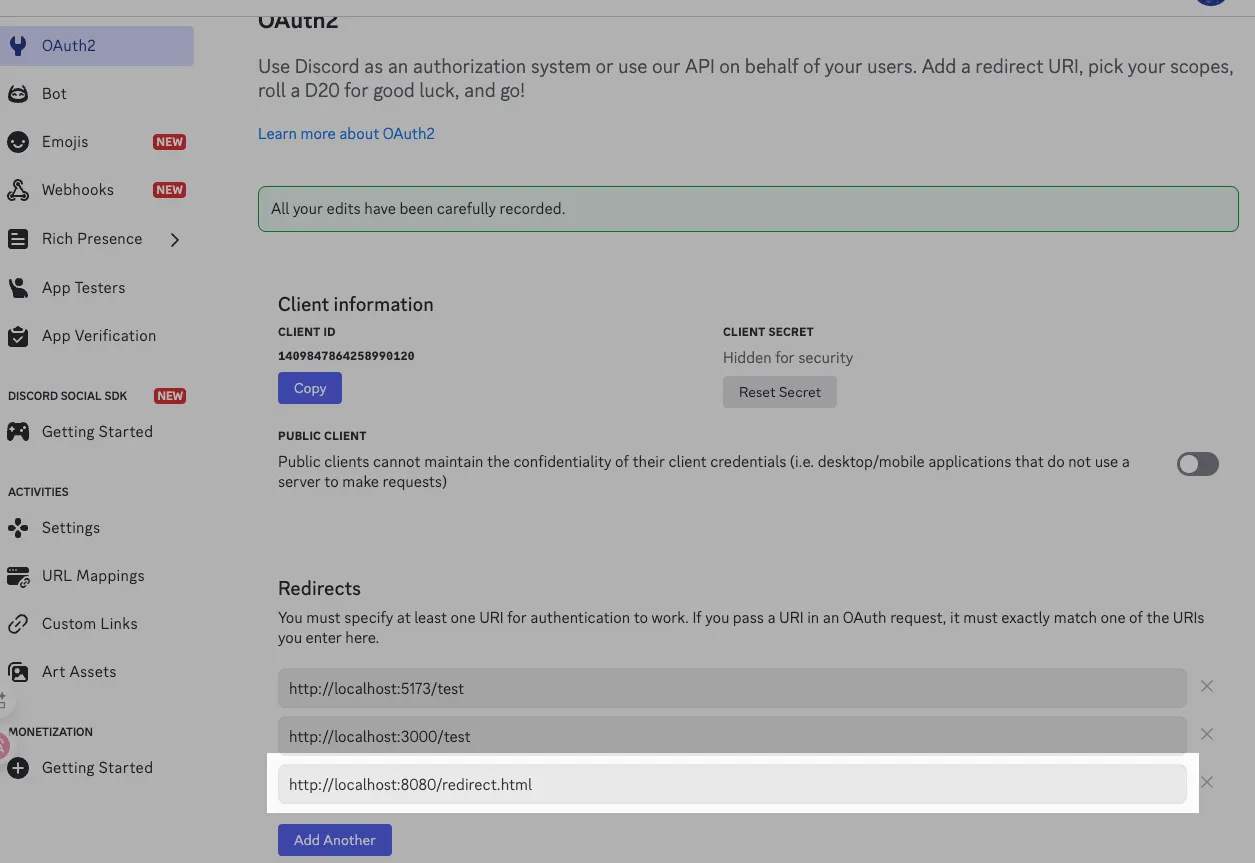 OAuth2
Bot
Emojis NEW
Webhooks NEW
Rich Presence
App Testers
App Verification
DISCORD SOCIAL SDK NEW
Getting Started
ACTIVITIES
Settings
URL Mappings
Custom Links
Art Assets
MONETIZATION
Getting Started
OAuth2
Use Discord as an authorization system or use our API on behalf of your users. Add a redirect URI, pick your scopes,
roll a D20 for good luck, and go!
Learn more about OAuth2
All your edits have been carefully recorded.
Client information
CLIENT ID
1409847864258990120
Copy
CLIENT SECRET
Hidden for security
Reset Secret
PUBLIC CLIENT
Public clients cannot maintain the confidentiality of their client credentials (i.e. desktop/mobile applications that do not use a
server to make requests)
Redirects
You must specify at least one URI for authentication to work. If you pass a URI in an OAuth request, it must exactly match one of the URIs
you enter here.
http://localhost:5173/test
http://localhost:3000/test
http://localhost:8080/redirect.html
Add Another